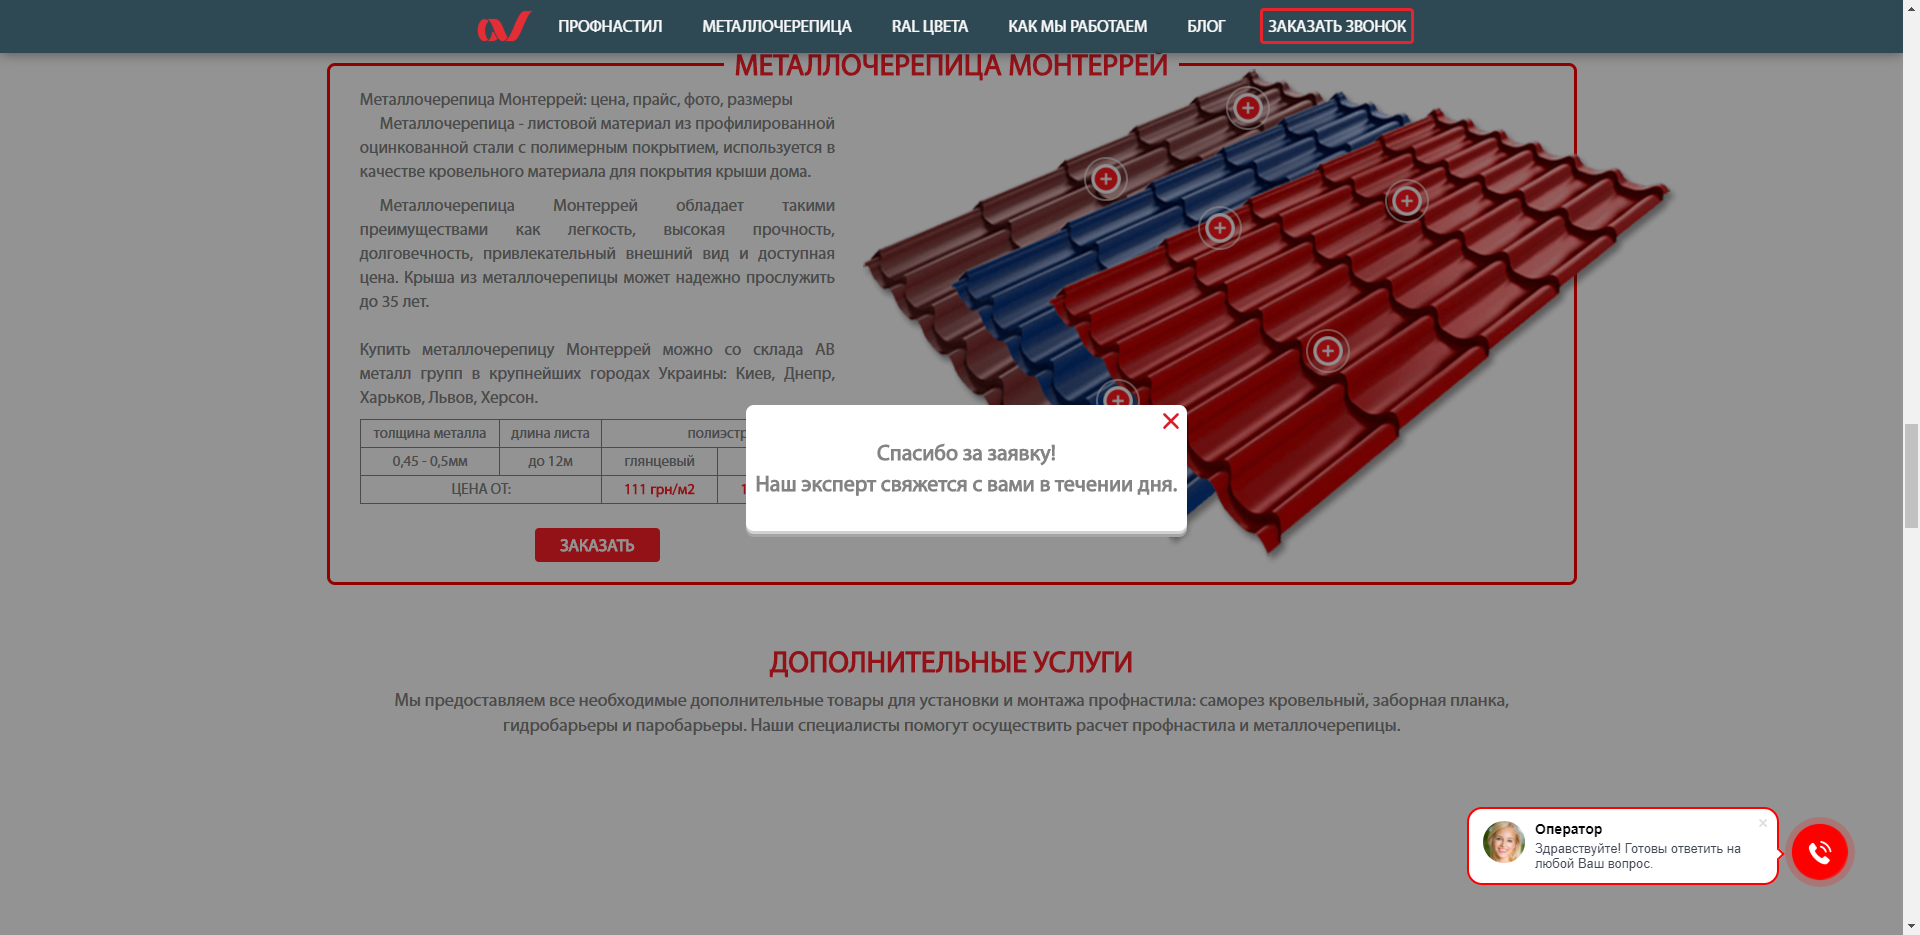 ПРОФНАСТИЛ МЕТАЛЛОЧЕРЕПИЦА RAL ЦВЕТА КАК МЫ РАБОТАЕМ БЛОГ ЗАКАЗАТЬ ЗВОНОК
МЕТАЛЛОЧЕРЕПИЦА МОНТЕРРЕЙ
Металлочерепица Монтеррей: цена, прайс, фото, размеры
Металлочерепица - листовой материал из профилированной
оцинкованной стали с полимерным покрытием, используется в
качестве кровельного материала для покрытия крыши дома.
Металлочерепица Монтеррей обладает такими
преимуществами как легкость, высокая прочность,
долговечность, привлекательный внешний вид и доступная
цена. Крыша из металлочерепицы может надежно прослужить
до 35 лет.
Купить металлочерепицу Монтеррей можно со склада АВ
металл групп в крупнейших городах Украины: Киев, Днепр,
Харьков, Львов, Херсон.
толщина металла длина листа
0,45 - 0,5мм до 12м глянцевый
ЦЕНА ОТ: 111 грн/м2
ЗАКАЗАТЬ
Спасибо за заявку!
Наш эксперт свяжется с вами в течении дня.
ДОПОЛНИТЕЛЬНЫЕ УСЛУГИ
Мы предоставляем все необходимые дополнительные товары для установки и монтажа профнастила: саморез кровельный, заборная планка,
гидробарьеры и паробарьеры. Наши специалисты помогут осуществить расчет профнастила и металлочерепицы.
Оператор
Здравствуйте! Готовы ответить на
любой Ваш вопрос.